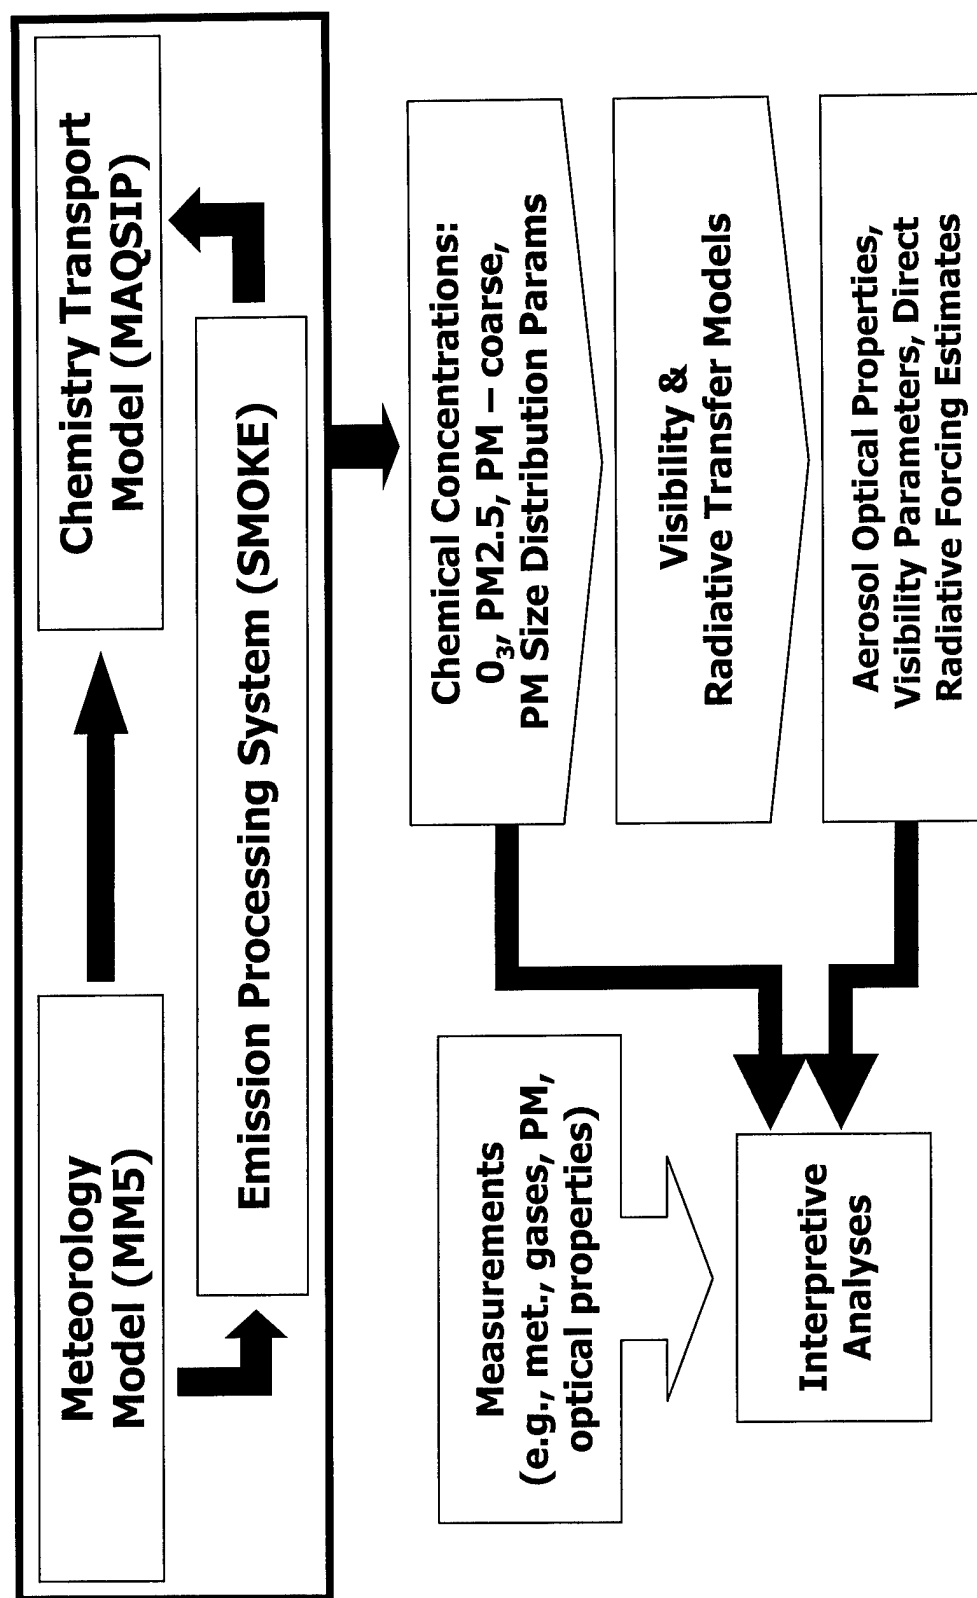 Meteorology
Model (MM5)
Chemistry Transport
Model (MAQSIP)
Emission Processing System (SMOKE)
Measurements
(e.g., met., gases, PM,
optical properties)
Chemical Concentrations:
0₃, PM2.5, PM – coarse,
PM Size Distribution Params
Visibility &
Radiative Transfer Models
Interpretive
Analyses
Aerosol Optical Properties,
Visibility Parameters, Direct
Radiative Forcing Estimates